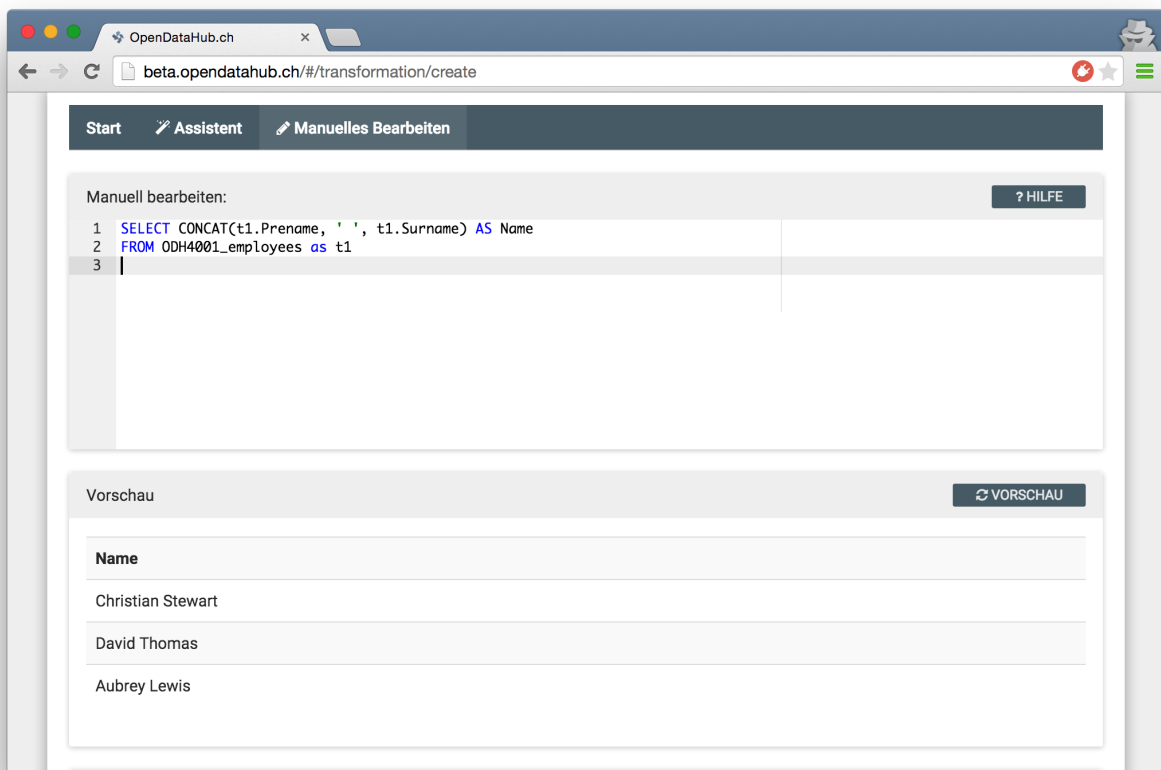 OpenDataHub.ch
beta.opendatahub.ch/#/transformation/create
Start Assistent Manuelles Bearbeiten
Manuell bearbeiten: ? HILFE
1 SELECT CONCAT(t1.Prename, ' ', t1.Surname) AS Name
2 FROM ODH4001_employees as t1
3
Vorschau VORSCHAU
Name
Christian Stewart
David Thomas
Aubrey Lewis